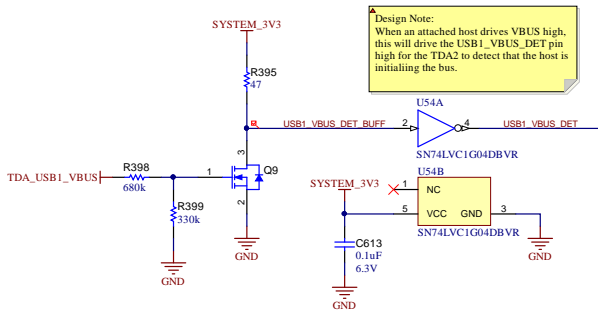 SYSTEM_3V3
Design Note:
When an attached host drives VBUS high,
this will drive the USB1_VBUS_DET pin
high for the TDA2 to detect that the host is
initialiing the bus.
R395
47
U54A
USB1_VBUS_DET_BUFF
2
4
USB1_VBUS_DET
SN74LVC1G04DBVR
3
Q9
TDA_USB1_VBUS
R398
680k
1
2
R399
330k
GND
GND
SYSTEM_3V3
U54B
1
NC
5
VCC
GND
3
SN74LVC1G04DBVR
C613
0.1uF
6.3V
GND
GND